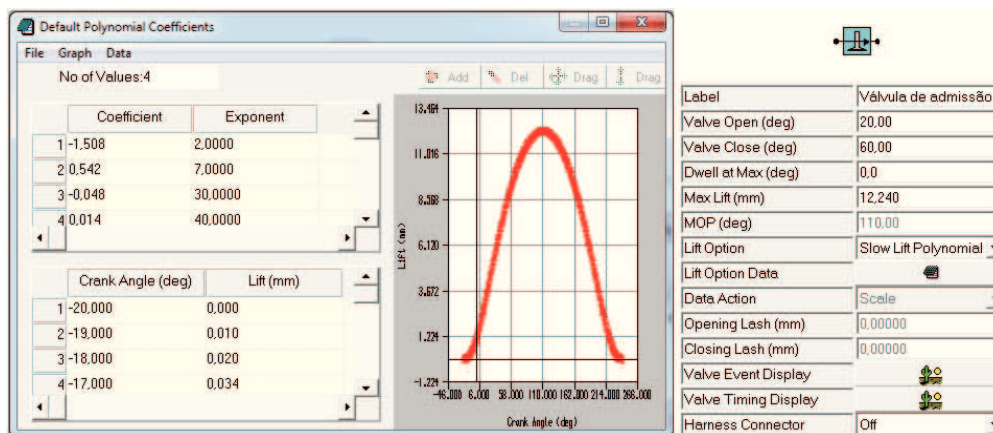 Default Polynomial Coefficients
File Graph Data
No of Values:4
Add Del Drag Drag
Coefficient Exponent
1 -1,508 2,0000
2 0,542 7,0000
3 -0,048 30,0000
4 0,014 40,0000
Crank Angle (deg) Lift (mm)
1 -20,000 0,000
2 -19,000 0,010
3 -18,000 0,020
4 -17,000 0,034
13.464
11.016
8.568
6.120
3.672
1.224
-1.224
Lift (mm)
-46.000 6.000 58.000 110.000 162.000 214.000 266.000
Crank Angle (deg)
Label Válvula de admissão
Valve Open (deg) 20,00
Valve Close (deg) 60,00
Dwell at Max (deg) 0,0
Max Lift (mm) 12,240
MOP (deg) 110,00
Lift Option Slow Lift Polynomial
Lift Option Data
Data Action Scale
Opening Lash (mm) 0,00000
Closing Lash (mm) 0,00000
Valve Event Display
Valve Timing Display
Harness Connector Off